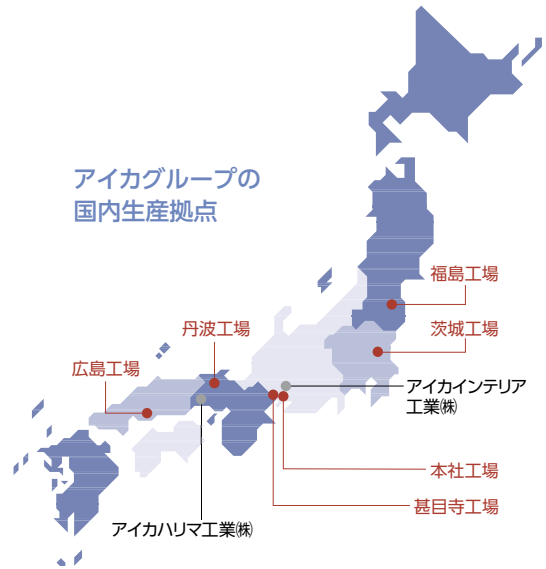 アイカグループの
国内生産拠点
福島工場
丹波工場
茨城工場
広島工場
アイカインテリア
工業㈱
本社工場
甚目寺工場
アイカハリマ工業㈱